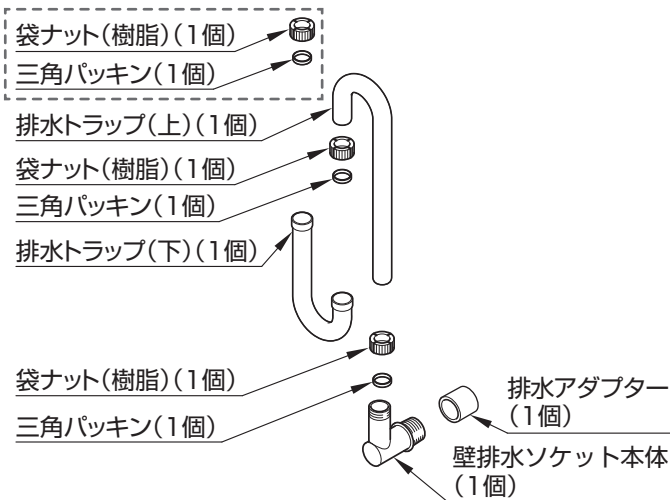 袋ナット(樹脂)(1個)
三角パッキン(1個)
排水トラップ(上)(1個)
袋ナット(樹脂)(1個)
三角パッキン(1個)
排水トラップ(下)(1個)
袋ナット(樹脂)(1個)
三角パッキン(1個)
排水アダプター
(1個)
壁排水ソケット本体
(1個)